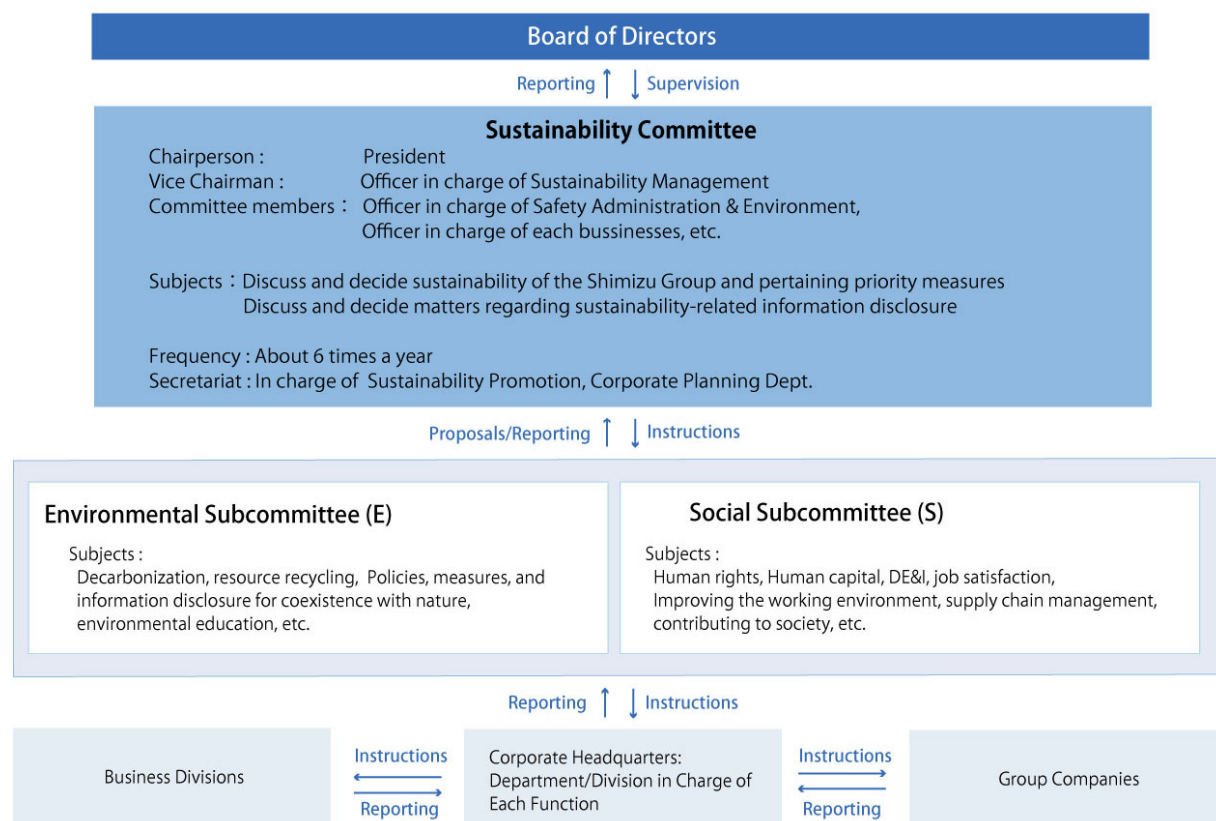 Board of Directors
Reporting
Supervision
Sustainability Committee
Chairperson : President
Vice Chairman : Officer in charge of Sustainability Management
Committee members : Officer in charge of Safety Administration & Environment,
Officer in charge of each bussinesses, etc.
Subjects : Discuss and decide sustainability of the Shimizu Group and pertaining priority measures
Discuss and decide matters regarding sustainability-related information disclosure
Frequency : About 6 times a year
Secretariat : In charge of Sustainability Promotion, Corporate Planning Dept.
Proposals/Reporting
Instructions
Environmental Subcommittee (E)
Subjects :
Decarbonization, resource recycling, Policies, measures, and
information disclosure for coexistence with nature,
environmental education, etc.
Social Subcommittee (S)
Subjects :
Human rights, Human capital, DE&I, job satisfaction,
Improving the working environment, supply chain management,
contributing to society, etc.
Reporting
Instructions
Business Divisions
Instructions
Reporting
Corporate Headquarters:
Department/Division in Charge of
Each Function
Instructions
Reporting
Group Companies